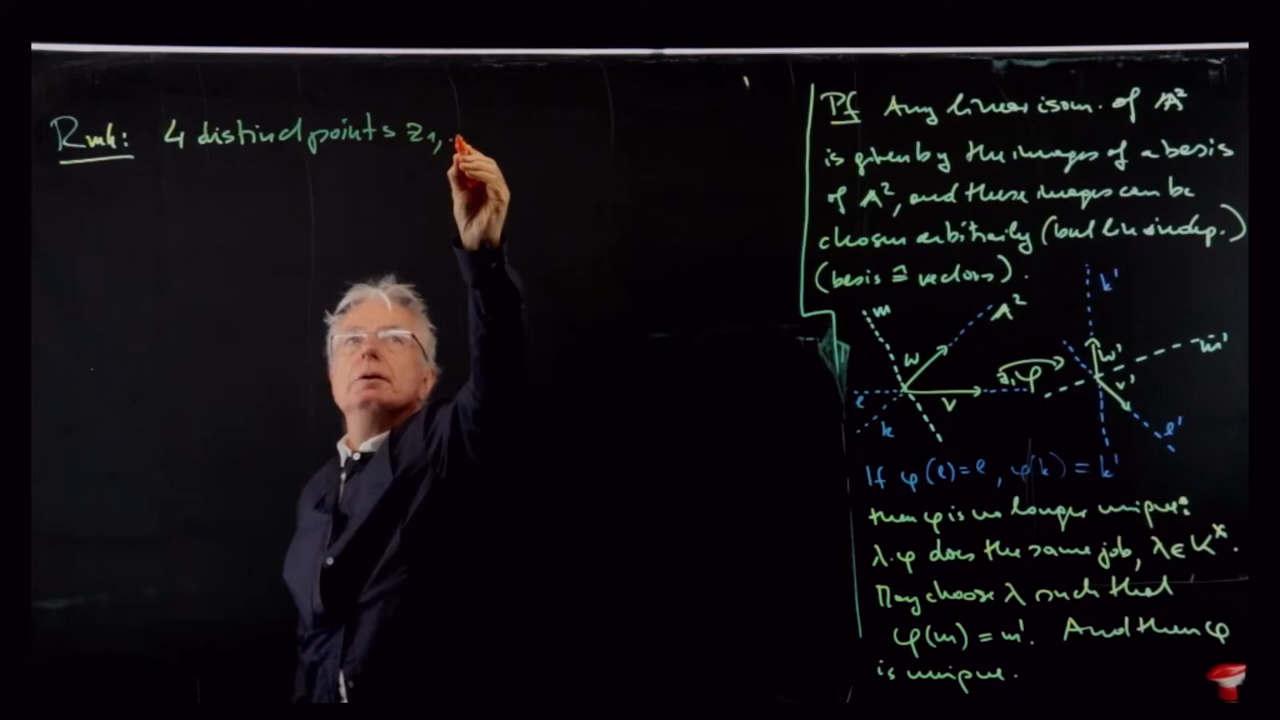 Rmk: 4 distinct points z1, .
Pf Any linear isom. of A²
is given by the images of a basis
of A², and these images can be
chosen arbitrarily (but lin. indep.)
(basis ≙ vectors).
m
A²
k'
w
λ, φ
w'
m'
v
v'
l
k
l'
If φ(l)=l, φ(k)=k'
then φ is no longer unique:
λ.φ does the same job, λ∈K*.
May choose λ such that
φ(m) = m'. And then φ
is unique.